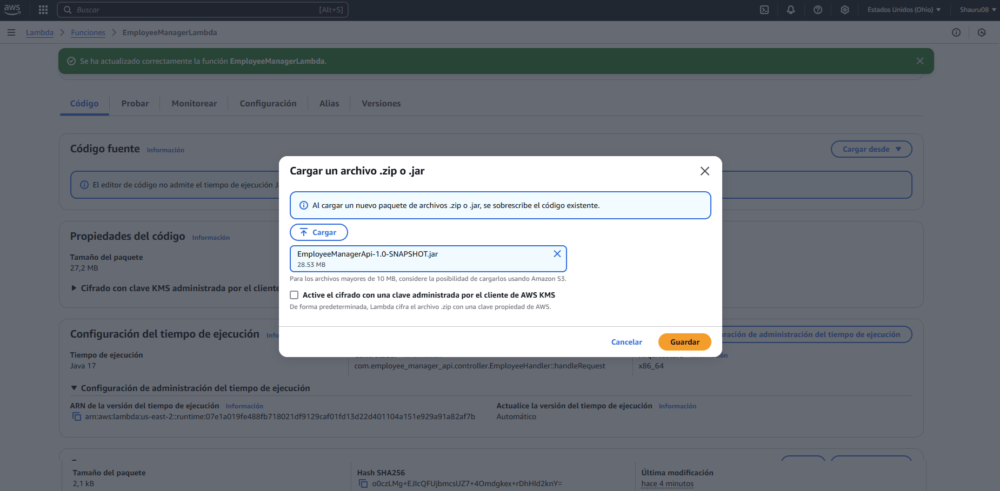 aws
Buscar
[Alt+S]
Estados Unidos (Ohio)
Shauru08
Lambda
Funciones
EmployeeManagerLambda
Se ha actualizado correctamente la función EmployeeManagerLambda.
Código
Probar
Monitorear
Configuración
Alias
Versiones
Código fuente
Información
Cargar desde
El editor de código no admite el tiempo de ejecución
Cargar un archivo .zip o .jar
Al cargar un nuevo paquete de archivos .zip o .jar, se sobrescribe el código existente.
Cargar
EmployeeManagerApi-1.0-SNAPSHOT.jar
28.53 MB
Para los archivos mayores de 10 MB, considere la posibilidad de cargarlos usando Amazon S3.
Active el cifrado con una clave administrada por el cliente de AWS KMS
De forma predeterminada, Lambda cifra el archivo .zip con una clave propiedad de AWS.
Cancelar
Guardar
Propiedades del código
Información
Tamaño del paquete
27,2 MB
Cifrado con clave KMS administrada por el cliente
Configuración del tiempo de ejecución
de administración del tiempo de ejecución
Tiempo de ejecución
Java 17
com.employee_manager_api.controller.EmployeeHandler::handleRequest
x86_64
Configuración de administración del tiempo de ejecución
ARN de la versión del tiempo de ejecución
Información
arn:aws:lambda:us-east-2::runtime:07e1a019fe488fb718021df9129caf01fd13d22d401104a151e929a91a82af7b
Actualice la versión del tiempo de ejecución
Información
Automático
Tamaño del paquete
2,1 kB
Hash SHA256
o0czLMg+EJIcQFUjbmcsUZ7+4Omdgkex+rDhHId2knY=
Última modificación
hace 4 minutos